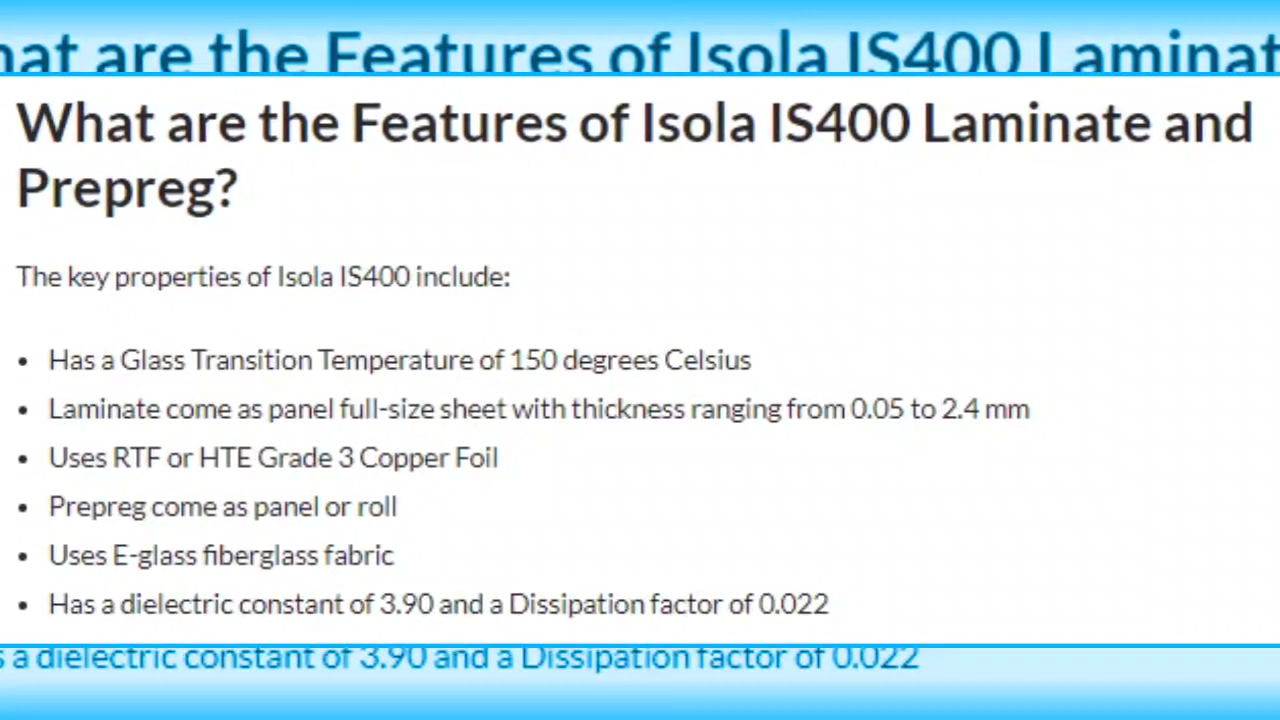 hat are the Features of Isola IS400 Laminat
What are the Features of Isola IS400 Laminate and
Prepreg?
The key properties of Isola IS400 include:
• Has a Glass Transition Temperature of 150 degrees Celsius
• Laminate come as panel full-size sheet with thickness ranging from 0.05 to 2.4 mm
• Uses RTF or HTE Grade 3 Copper Foil
• Prepreg come as panel or roll
• Uses E-glass fiberglass fabric
• Has a dielectric constant of 3.90 and a Dissipation factor of 0.022
s a dielectric constant of 3.90 and a Dissipation factor of 0.022